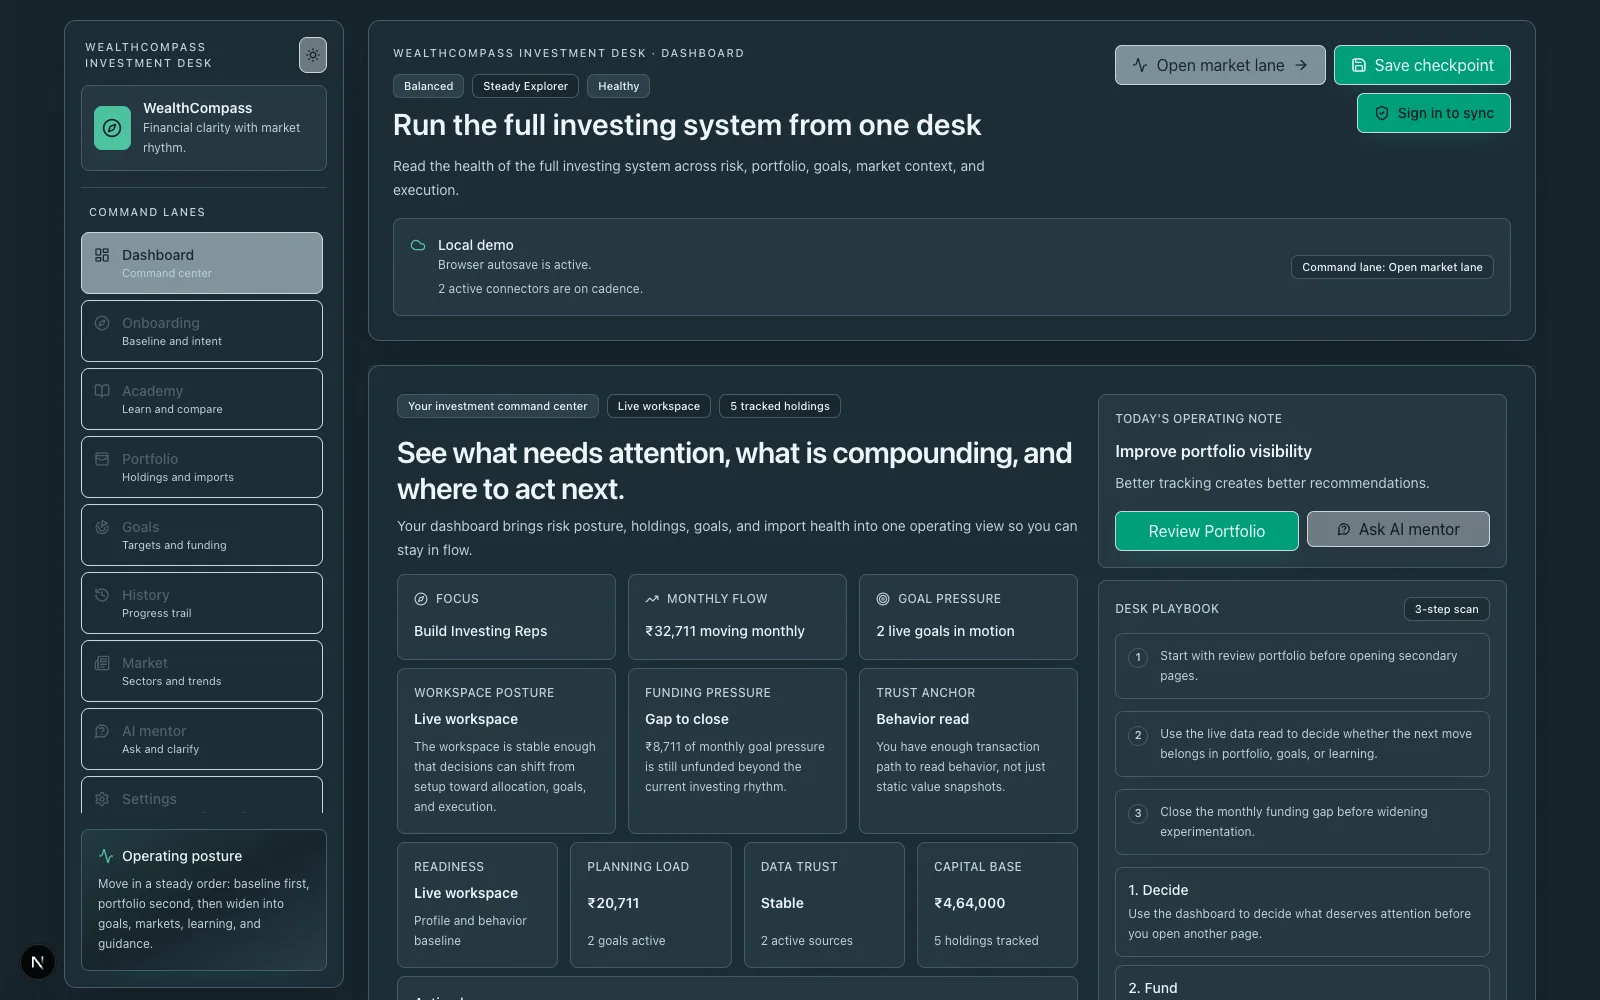 WEALTHCOMPASS
INVESTMENT DESK
WealthCompass
Financial clarity with market
rhythm.
COMMAND LANES
Dashboard
Command center
Onboarding
Baseline and intent
Academy
Learn and compare
Portfolio
Holdings and imports
Goals
Targets and funding
History
Progress trail
Market
Sectors and trends
AI mentor
Ask and clarify
Settings
Operating posture
Move in a steady order: baseline first,
portfolio second, then widen into
goals, markets, learning, and
guidance.
N
WEALTHCOMPASS INVESTMENT DESK · DASHBOARD
Balanced
Steady Explorer
Healthy
Run the full investing system from one desk
Read the health of the full investing system across risk, portfolio, goals, market context, and
execution.
Open market lane
Save checkpoint
Sign in to sync
Local demo
Browser autosave is active.
2 active connectors are on cadence.
Command lane: Open market lane
Your investment command center
Live workspace
5 tracked holdings
See what needs attention, what is compounding, and
where to act next.
Your dashboard brings risk posture, holdings, goals, and import health into one operating view so you can
stay in flow.
FOCUS
Build Investing Reps
MONTHLY FLOW
₹32,711 moving monthly
GOAL PRESSURE
2 live goals in motion
WORKSPACE POSTURE
Live workspace
The workspace is stable enough
that decisions can shift from
setup toward allocation, goals,
and execution.
FUNDING PRESSURE
Gap to close
₹8,711 of monthly goal pressure
is still unfunded beyond the
current investing rhythm.
TRUST ANCHOR
Behavior read
You have enough transaction
path to read behavior, not just
static value snapshots.
READINESS
Live workspace
Profile and behavior
baseline
PLANNING LOAD
₹20,711
2 goals active
DATA TRUST
Stable
2 active sources
CAPITAL BASE
₹4,64,000
5 holdings tracked
TODAY'S OPERATING NOTE
Improve portfolio visibility
Better tracking creates better recommendations.
Review Portfolio
Ask AI mentor
DESK PLAYBOOK
3-step scan
1
Start with review portfolio before opening secondary
pages.
2
Use the live data read to decide whether the next move
belongs in portfolio, goals, or learning.
3
Close the monthly funding gap before widening
experimentation.
1. Decide
Use the dashboard to decide what deserves attention before
you open another page.
2. Fund